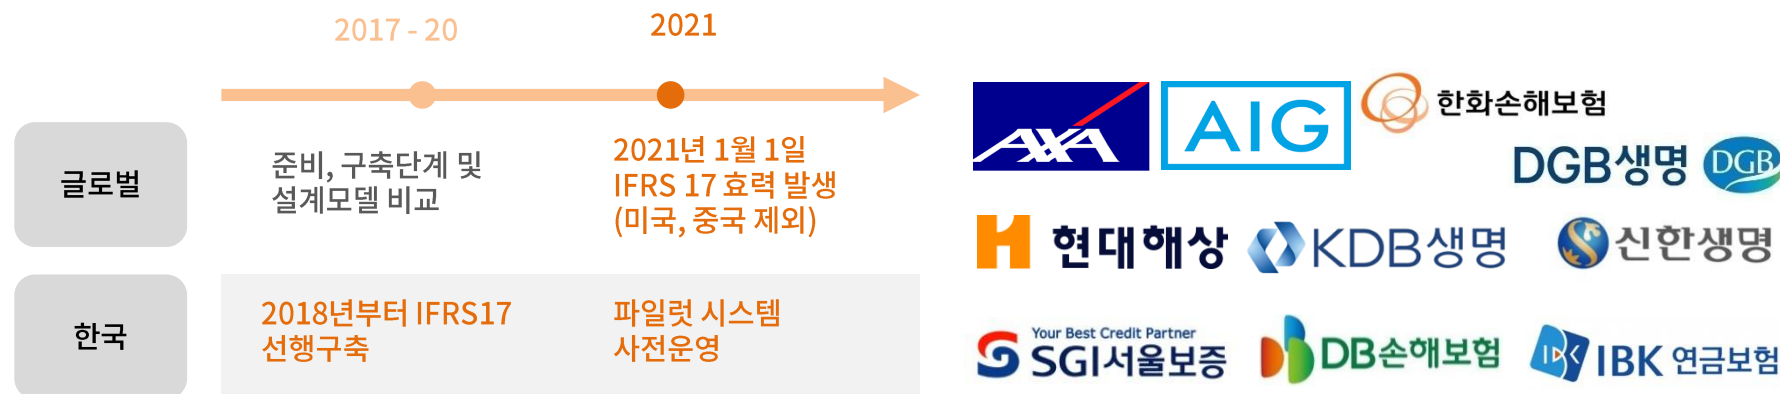 2017 - 20
2021
글로벌
준비, 구축단계 및
설계모델 비교
2021년 1월 1일
IFRS 17 효력 발생
(미국, 중국 제외)
한국
2018년부터 IFRS17
선행구축
파일럿 시스템
사전운영
AXA
AIG
한화손해보험
DGB생명
DGB
현대해상
KDB생명
신한생명
Your Best Credit Partner
SGI서울보증
DB손해보험
IBK
IBK 연금보험